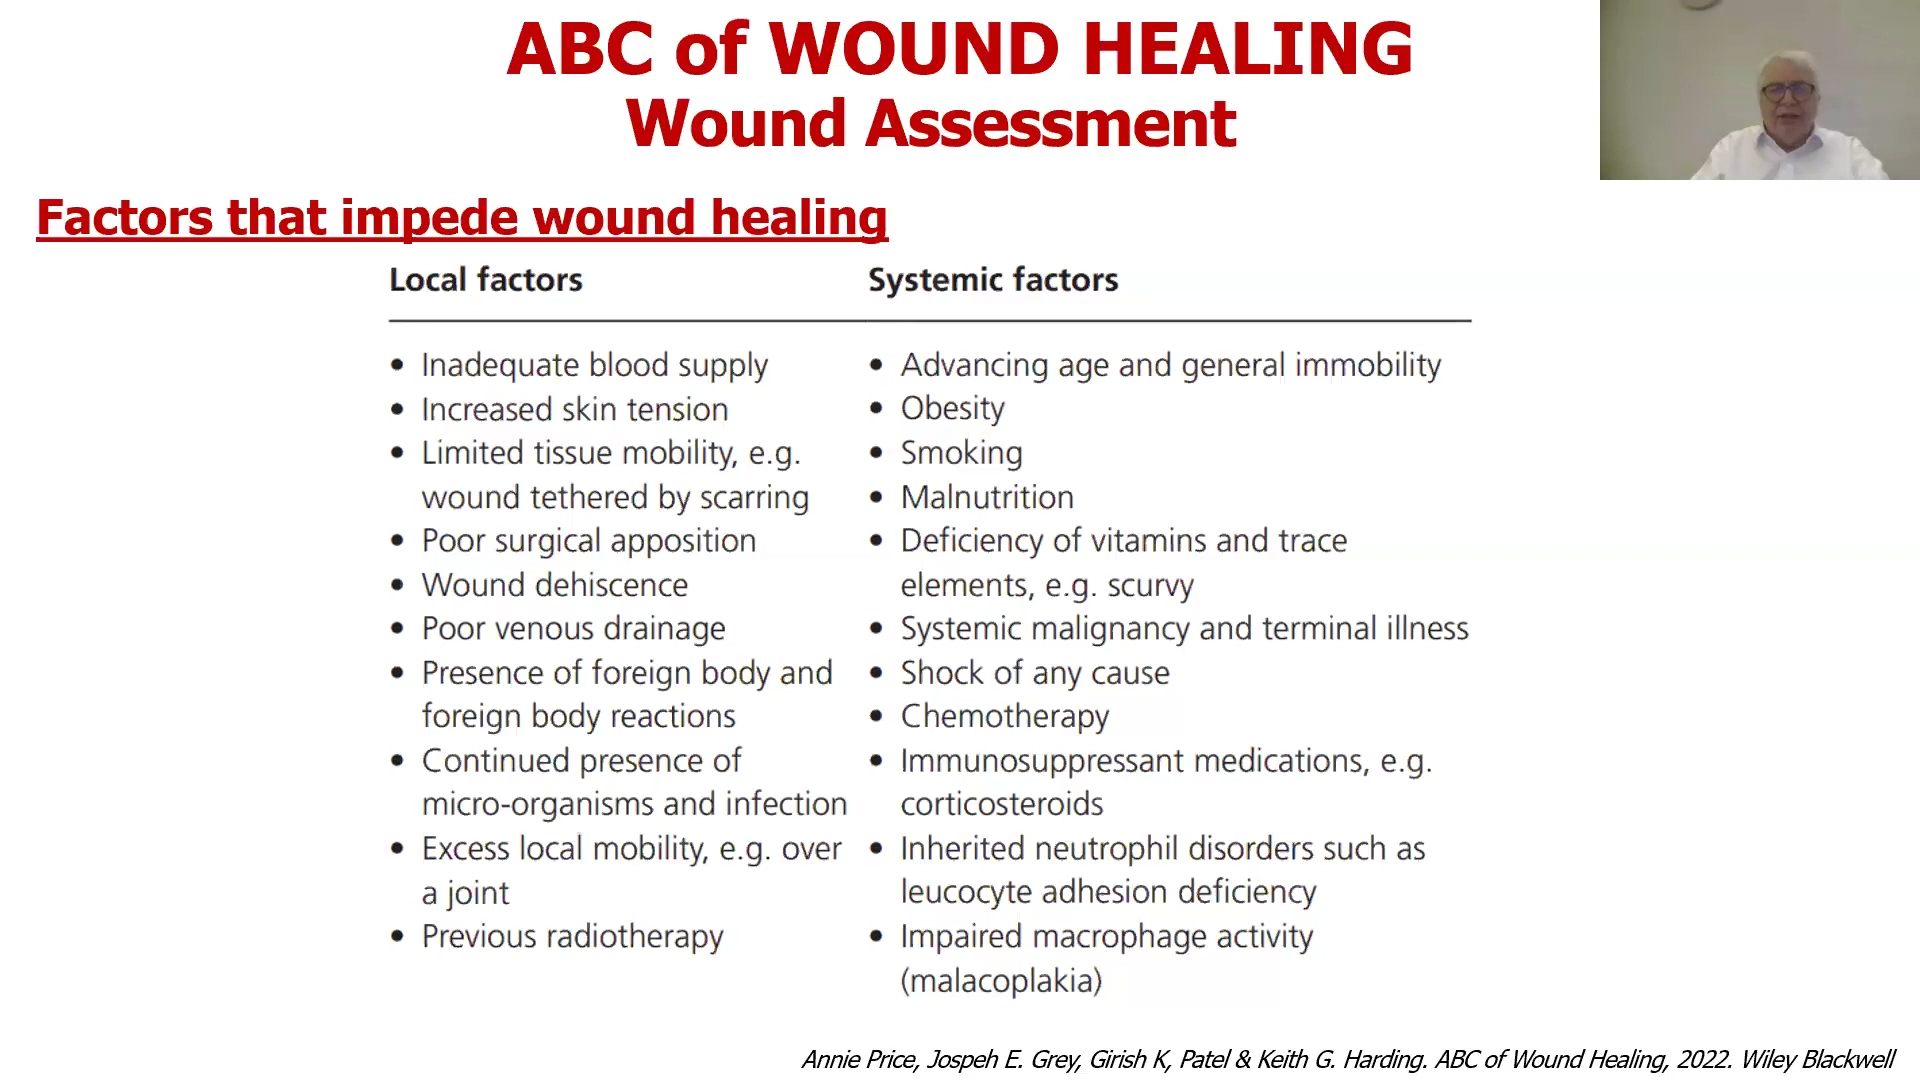 ABC of WOUND HEALING
Wound Assessment
Factors that impede wound healing
Local factors
• Inadequate blood supply
• Increased skin tension
• Limited tissue mobility, e.g.
wound tethered by scarring
• Poor surgical apposition
• Wound dehiscence
• Poor venous drainage
• Presence of foreign body and
foreign body reactions
• Continued presence of
micro-organisms and infection
• Excess local mobility, e.g. over
a joint
• Previous radiotherapy
Systemic factors
• Advancing age and general immobility
• Obesity
• Smoking
• Malnutrition
• Deficiency of vitamins and trace
elements, e.g. scurvy
• Systemic malignancy and terminal illness
• Shock of any cause
• Chemotherapy
• Immunosuppressant medications, e.g.
corticosteroids
• Inherited neutrophil disorders such as
leucocyte adhesion deficiency
• Impaired macrophage activity
(malacoplakia)
Annie Price, Jospeh E. Grey, Girish K, Patel & Keith G. Harding. ABC of Wound Healing, 2022. Wiley Blackwell